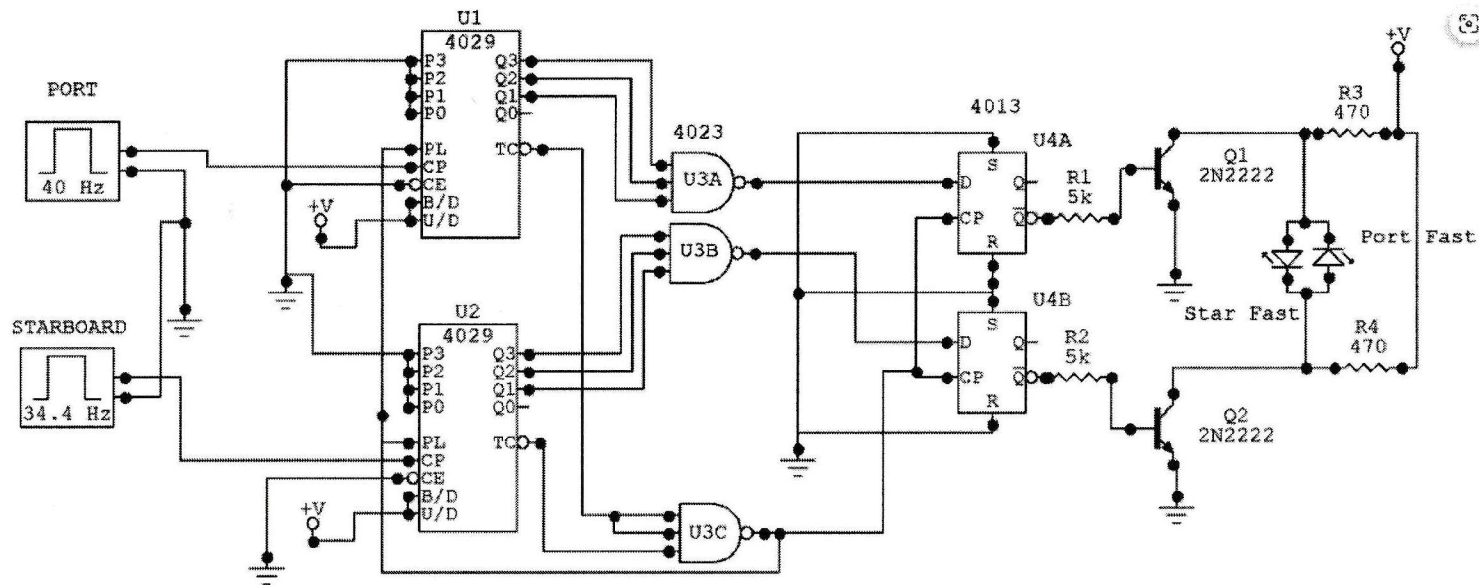 U1
4029
P3
P2
P1
P0
PL
CP
CE
B/D
U/D
Q3
Q2
Q1
Q0
TC
PORT
40 Hz
+V
STARBOARD
34.4 Hz
U2
4029
P3
P2
P1
P0
PL
CP
CE
B/D
U/D
Q3
Q2
Q1
Q0
TC
+V
4023
U3A
U3B
U3C
4013
U4A
S
D
Q
CP
Q
R
U4B
S
D
Q
CP
Q
R
R1
5k
R2
5k
Q1
2N2222
Q2
2N2222
+V
R3
470
Port Fast
Star Fast
R4
470